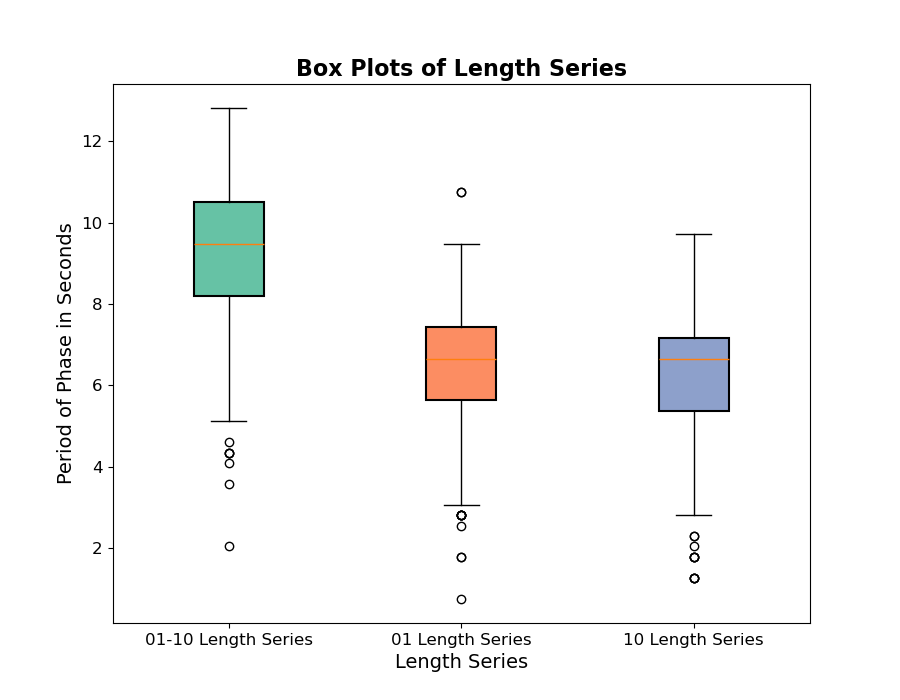 Box Plots of Length Series
Period of Phase in Seconds
12
10
8
6
4
2
01-10 Length Series
01 Length Series
10 Length Series
Length Series